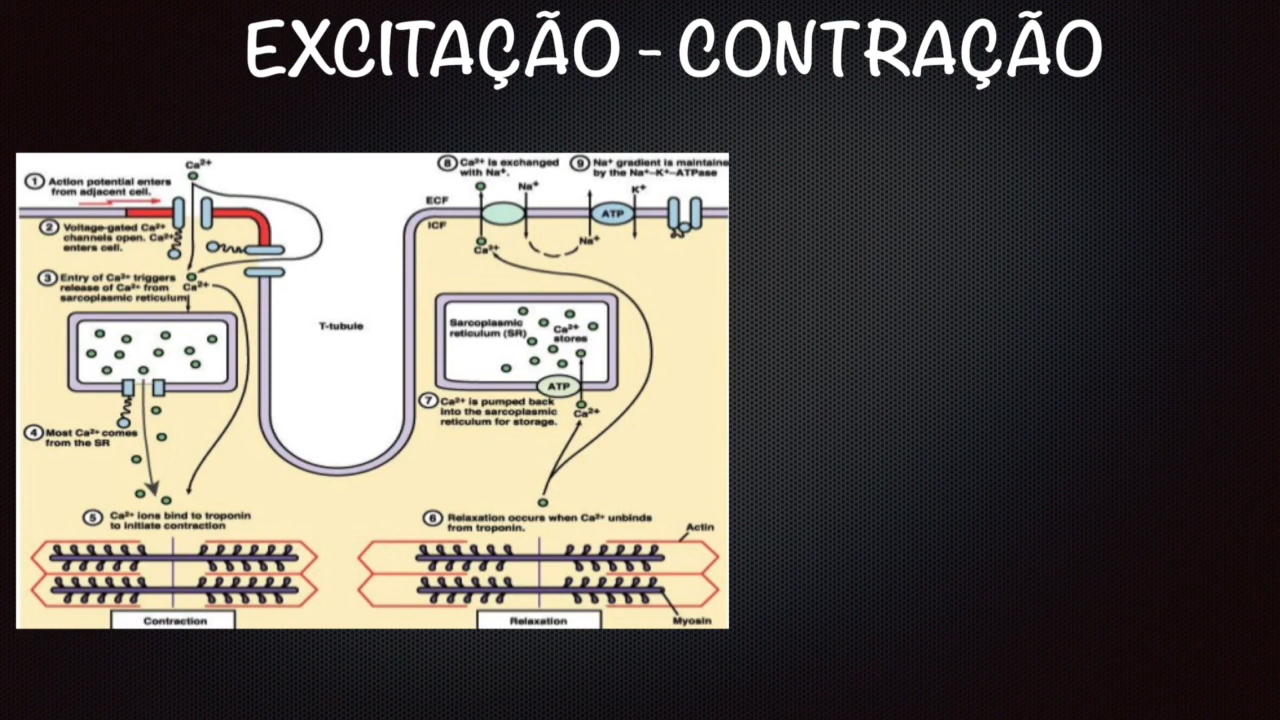 EXCITAÇÃO - CONTRAÇÃO
Ca²⁺
1 Action potential enters
from adjacent cell.
2 Voltage-gated Ca²⁺
channels open. Ca²⁺
enters cell.
3 Entry of Ca²⁺ triggers
release of Ca²⁺ from
sarcoplasmic reticulum
Ca²⁺
4 Most Ca²⁺ comes
from the SR
5 Ca²⁺ ions bind to troponin
to initiate contraction
Contraction
T-tubule
ECF
ICF
8 Ca²⁺ is exchanged
with Na⁺.
9 Na⁺ gradient is maintaine
by the Na⁺-K⁺-ATPase
Na⁺
K⁺
ATP
Ca²⁺
Na⁺
Sarcoplasmic
reticulum (SR)
Ca²⁺
stores
ATP
7 Ca²⁺ is pumped back
into the sarcoplasmic
reticulum for storage.
Ca²⁺
6 Relaxation occurs when Ca²⁺ unbinds
from troponin.
Actin
Relaxation
Myosin